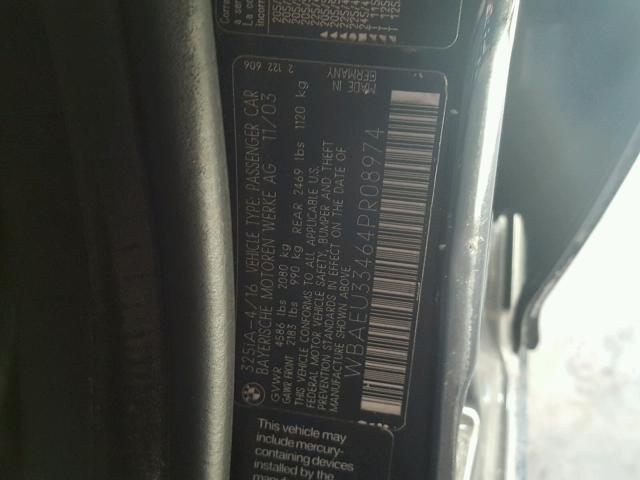 325IA-4/16 VEHICLE TYPE: PASSENGER CAR
BAYERISCHE MOTOREN WERKE AG 11/03
GVWR 4586 lbs 2080 kg
GAWR FRONT 2183 lbs 990 kg REAR 2469 lbs 1120 kg
THIS VEHICLE CONFORMS TO ALL APPLICABLE U.S.
FEDERAL MOTOR VEHICLE SAFETY, BUMPER AND THEFT
PREVENTION STANDARDS IN EFFECT ON THE DATE OF
MANUFACTURE SHOWN ABOVE
WBAEU33464PR08974
2 122 606
MADE IN
GERMANY
This vehicle may
include mercury-
containing devices
installed by the